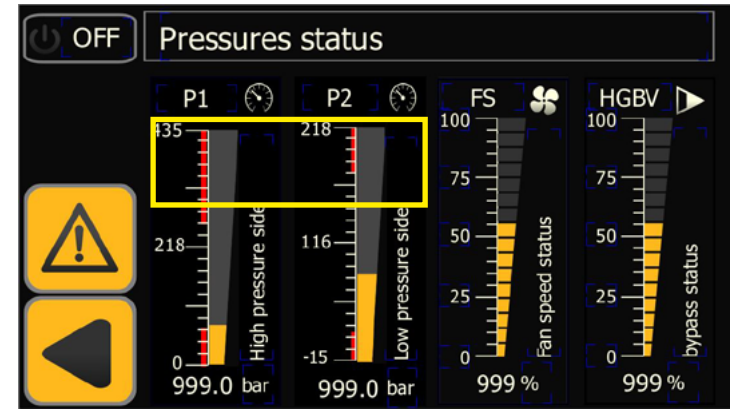 OFF
Pressures status
P1
435
218
0
High pressure side
999.0 bar
P2
218
116
-15
Low pressure side
999.0 bar
FS
100
75
50
25
0
Fan speed status
999 %
HGBV
100
75
50
25
0
bypass status
999 %